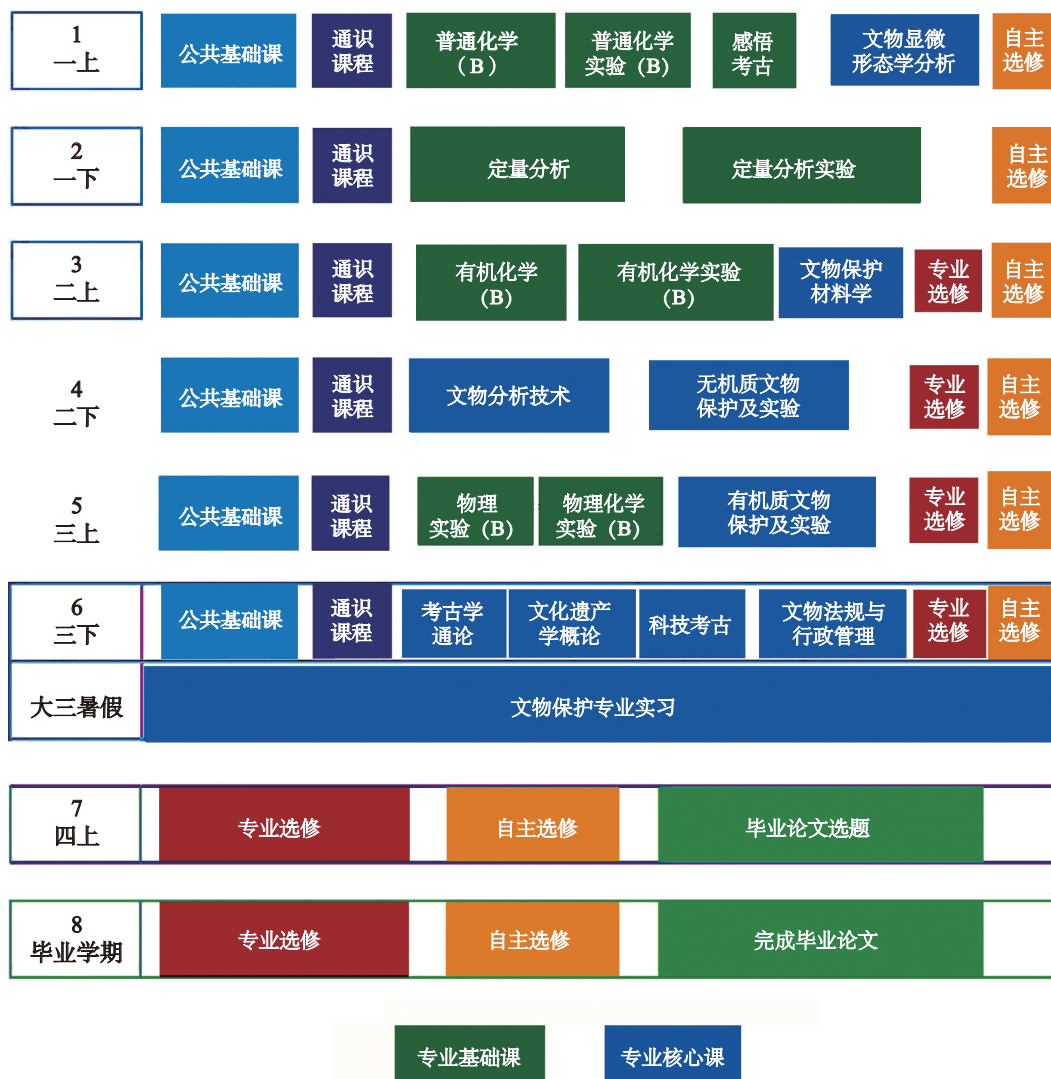 1
一上
公共基础课
通识
课程
普通化学
（B）
普通化学
实验（B）
感悟
考古
文物显微
形态学分析
自主
选修
2
一下
公共基础课
通识
课程
定量分析
定量分析实验
自主
选修
3
二上
公共基础课
通识
课程
有机化学
(B)
有机化学实验
(B)
文物保护
材料学
专业
选修
自主
选修
4
二下
公共基础课
通识
课程
文物分析技术
无机质文物
保护及实验
专业
选修
自主
选修
5
三上
公共基础课
通识
课程
物理
实验（B）
物理化学
实验（B）
有机质文物
保护及实验
专业
选修
自主
选修
6
三下
公共基础课
通识
课程
考古学
通论
文化遗产
学概论
科技考古
文物法规与
行政管理
专业
选修
自主
选修
大三暑假
文物保护专业实习
7
四上
专业选修
自主选修
毕业论文选题
8
毕业学期
专业选修
自主选修
完成毕业论文
专业基础课
专业核心课